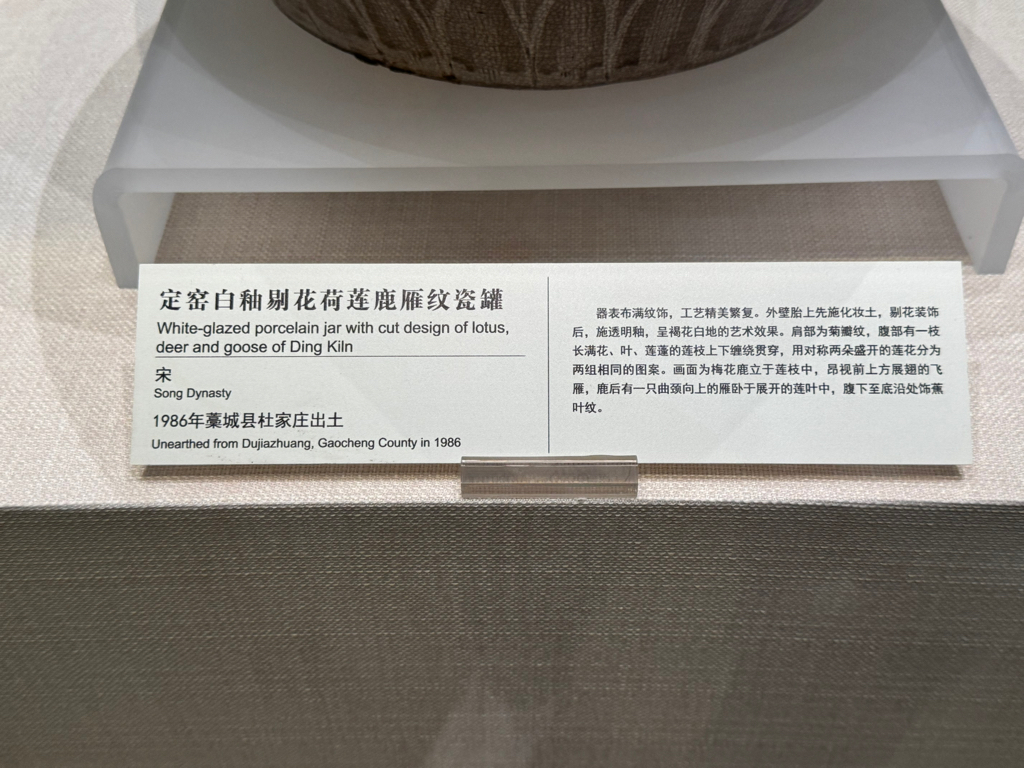 定窑白釉剔花荷莲鹿雁纹瓷罐
White-glazed porcelain jar with cut design of lotus,
deer and goose of Ding Kiln
宋
Song Dynasty
1986年藁城县杜家庄出土
Unearthed from Dujiazhuang, Gaocheng County in 1986
器表布满纹饰，工艺精美繁复。外壁胎上先施化妆土，剔花装饰
后，施透明釉，呈褐花白地的艺术效果。肩部为菊瓣纹，腹部有一枝
长满花、叶、莲蓬的莲枝上下缠绕贯穿，用对称两朵盛开的莲花分为
两组相同的图案。画面为梅花鹿立于莲枝中，昂视前上方展翅的飞
雁，鹿后有一只曲颈向上的雁卧于展开的莲叶中，腹下至底沿处饰蕉
叶纹。